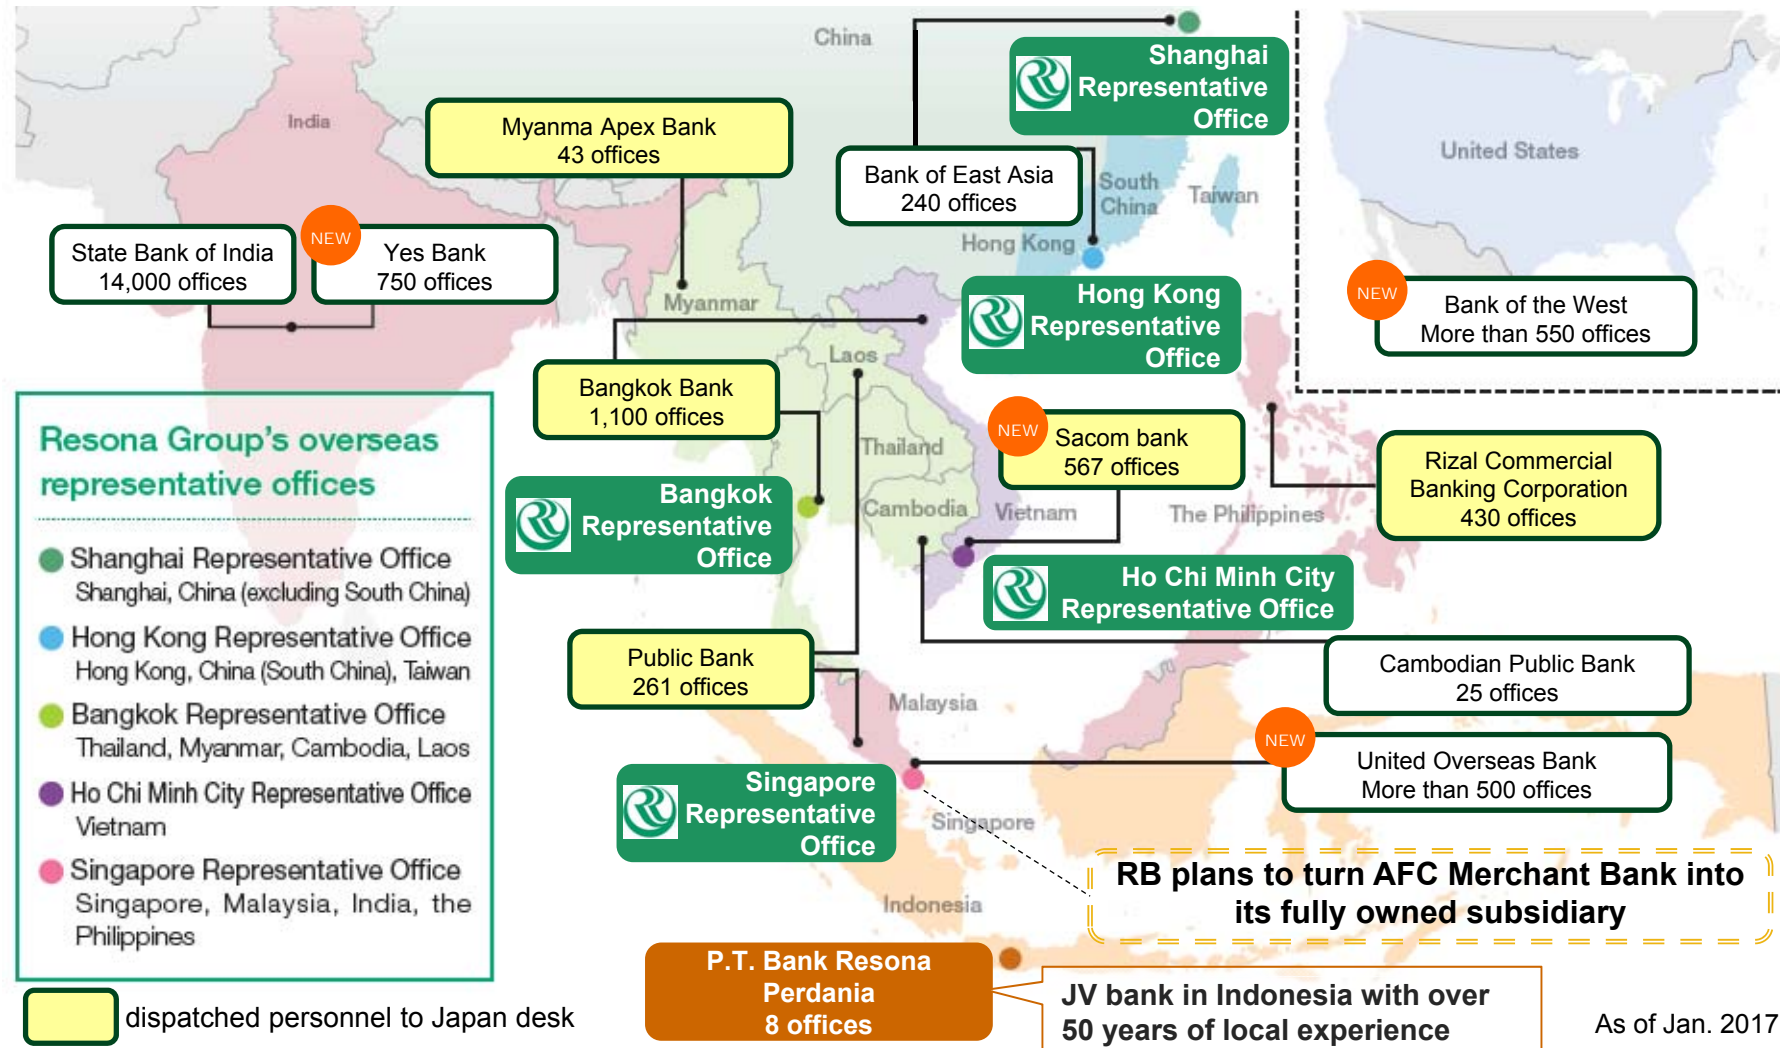 China
Shanghai
Representative
Office
India
Myanma Apex Bank
43 offices
United States
Bank of East Asia
240 offices
South
China
Taiwan
Hong Kong
State Bank of India
14,000 offices
NEW
Yes Bank
750 offices
Myanmar
Hong Kong
Representative
Office
NEW
Bank of the West
More than 550 offices
Laos
Bangkok Bank
1,100 offices
Thailand
NEW
Sacom bank
567 offices
Rizal Commercial
Banking Corporation
430 offices
Bangkok
Representative
Office
Cambodia
Vietnam
The Philippines
Ho Chi Minh City
Representative Office
Public Bank
261 offices
Cambodian Public Bank
25 offices
Malaysia
NEW
United Overseas Bank
More than 500 offices
Singapore
Representative
Office
Singapore
RB plans to turn AFC Merchant Bank into
its fully owned subsidiary
Indonesia
P.T. Bank Resona
Perdania
8 offices
JV bank in Indonesia with over
50 years of local experience
Resona Group's overseas
representative offices
Shanghai Representative Office
Shanghai, China (excluding South China)
Hong Kong Representative Office
Hong Kong, China (South China), Taiwan
Bangkok Representative Office
Thailand, Myanmar, Cambodia, Laos
Ho Chi Minh City Representative Office
Vietnam
Singapore Representative Office
Singapore, Malaysia, India, the
Philippines
dispatched personnel to Japan desk
As of Jan. 2017